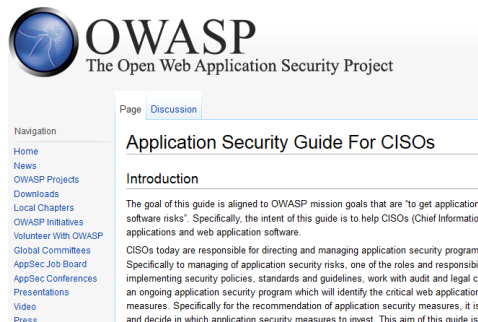 OWASP
The Open Web Application Security Project
Page Discussion
Navigation
Home
News
OWASP Projects
Downloads
Local Chapters
OWASP Initiatives
Volunteer With OWASP
Global Committees
AppSec Job Board
AppSec Conferences
Presentations
Video
Press
Application Security Guide For CISOs
Introduction
The goal of this guide is aligned to OWASP mission goals that are "to get application
software risks". Specifically, the intent of this guide is to help CISOs (Chief Informatio
applications and web application software.
CISOs today are responsible for directing and managing application security program
Specifically to managing of application security risks, one of the roles and responsibi
implementing security policies, standards and guidelines, work with audit and legal c
an ongoing application security program which will identify the critical web application
measures. Specifically for the recommendation of application security measures, it is
and decide in which application security measures to invest. This aim of this guide is